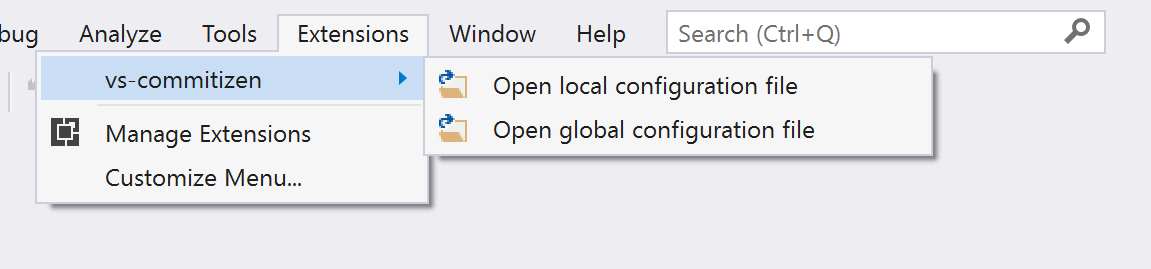 bug Analyze Tools Extensions Window Help Search (Ctrl+Q)
vs-commitizen
Open local configuration file
Open global configuration file
Manage Extensions
Customize Menu...